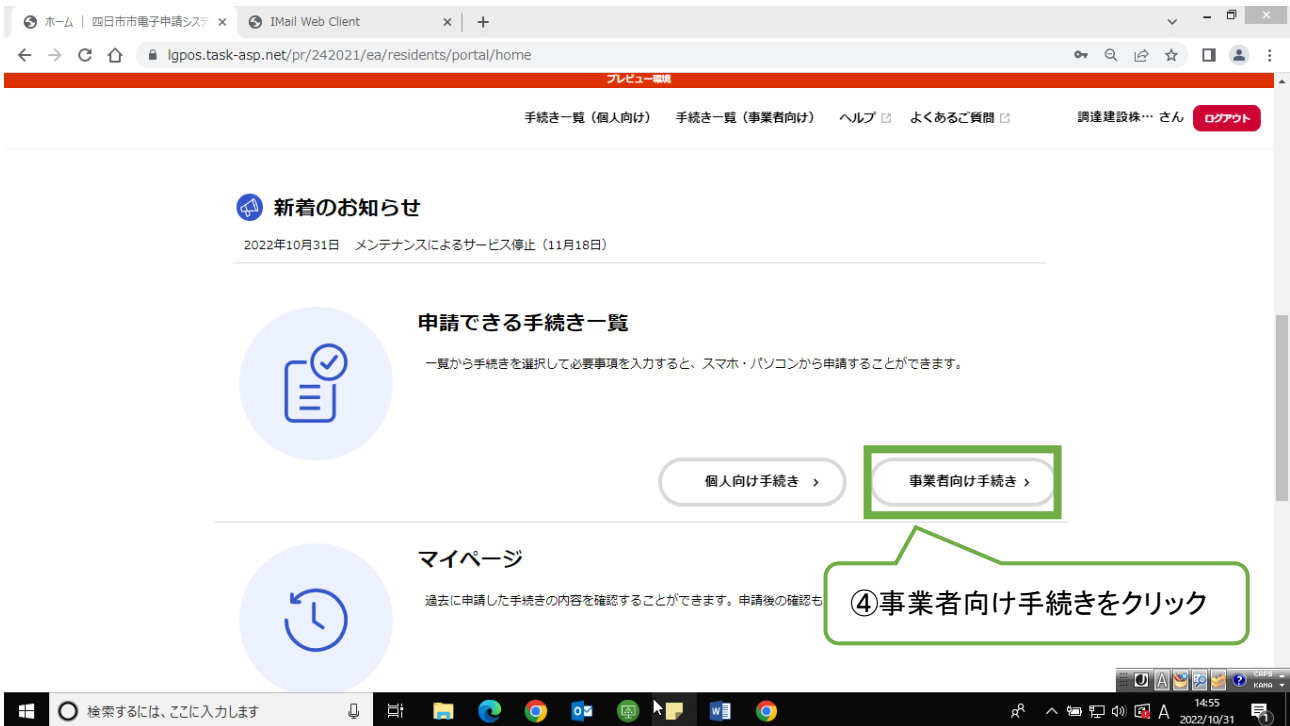 ホーム | 四日市市電子申請システ
IMail Web Client
lgpos.task-asp.net/pr/242021/ea/residents/portal/home
プレビュー環境
手続き一覧（個人向け） 手続き一覧（事業者向け） ヘルプ よくあるご質問 調達建設株… さん ログアウト
新着のお知らせ
2022年10月31日 メンテナンスによるサービス停止（11月18日）
申請できる手続き一覧
一覧から手続きを選択して必要事項を入力すると、スマホ・パソコンから申請することができます。
個人向け手続き 事業者向け手続き
マイページ
過去に申請した手続きの内容を確認することができます。申請後の確認も
④事業者向け手続きをクリック
A CAPS
KANA
検索するには、ここに入力します
A 14:55
2022/10/31